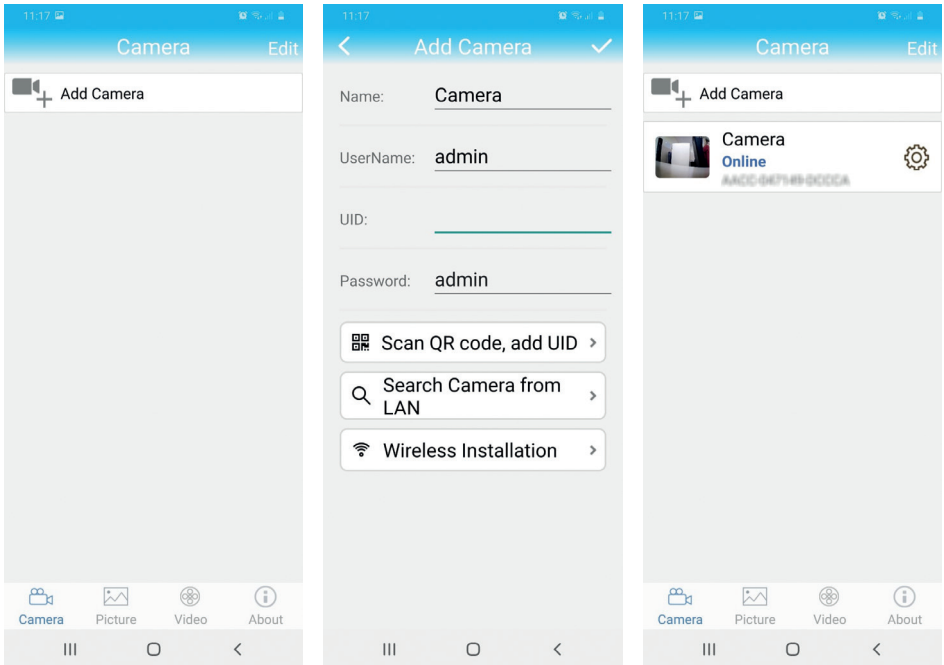 11:17
Camera
Edit
Add Camera
Camera
Picture
Video
About
11:17
Add Camera
Name:
Camera
UserName:
admin
UID:
Password:
admin
Scan QR code, add UID
Search Camera from
LAN
Wireless Installation
11:17
Camera
Edit
Add Camera
Camera
Online
Camera
Picture
Video
About